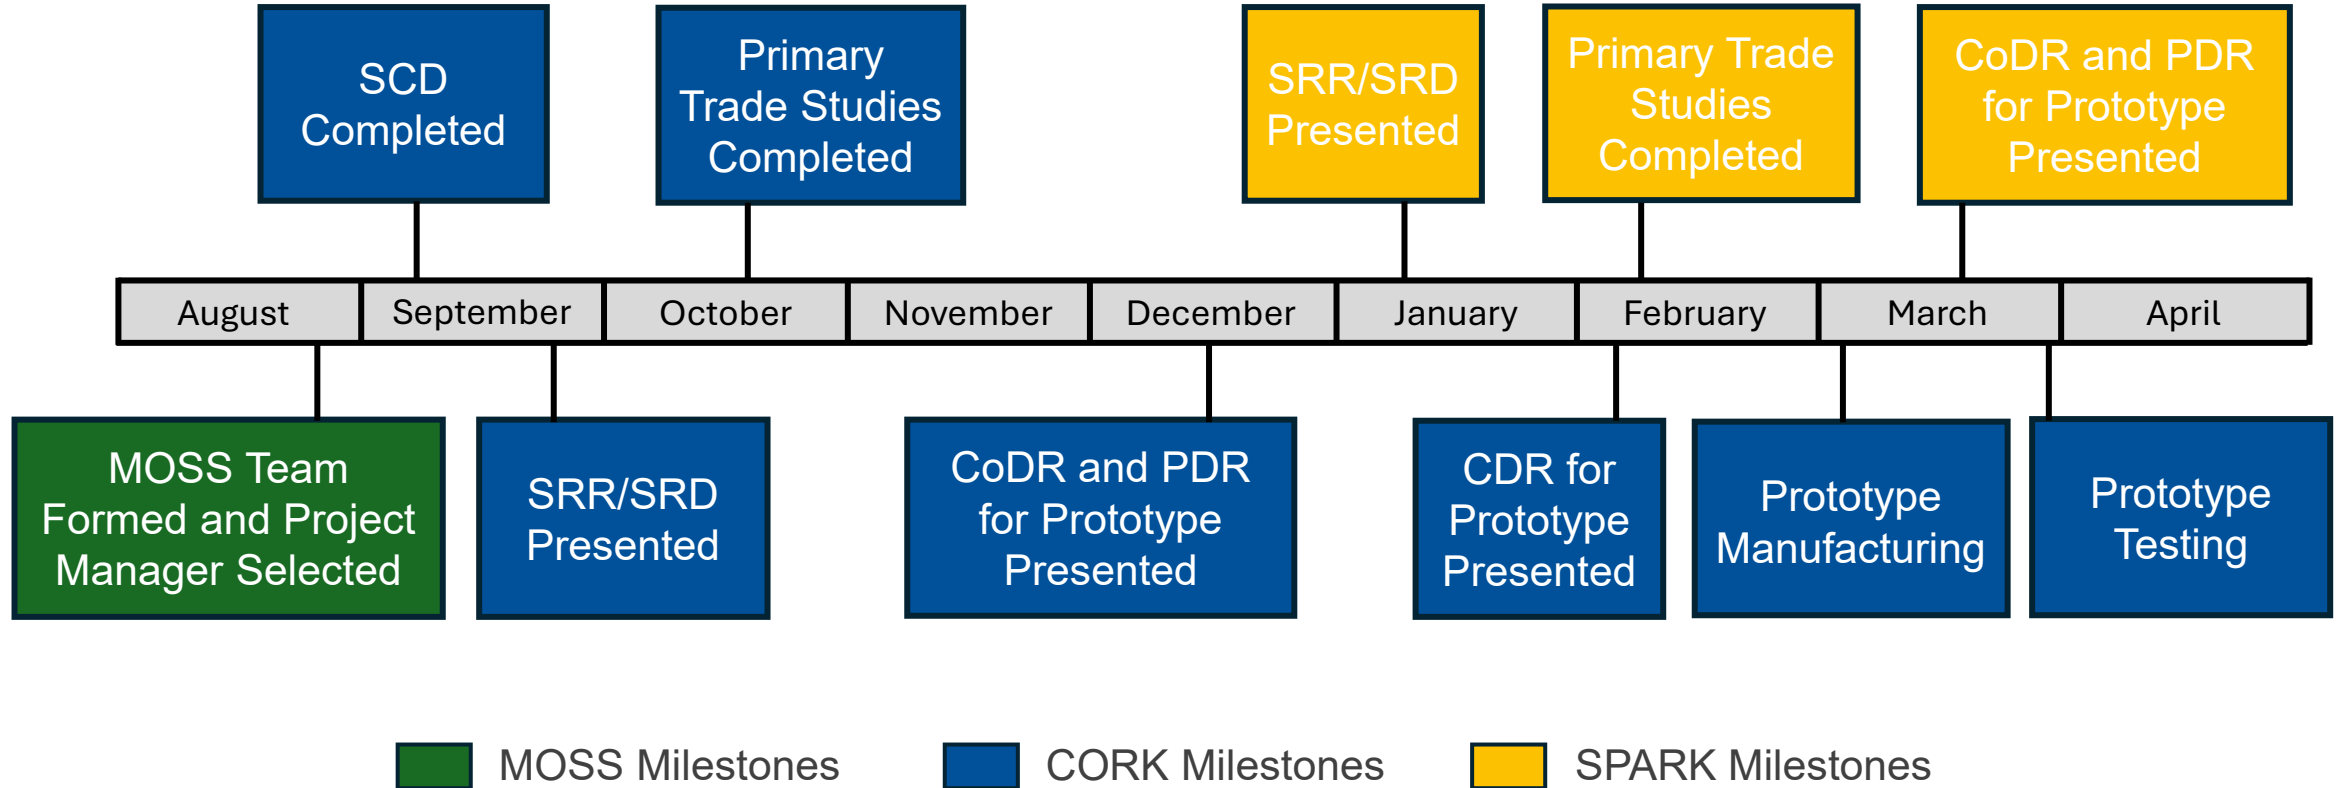 SCD
Completed
Primary
Trade Studies
Completed
SRR/SRD
Presented
Primary Trade
Studies
Completed
CoDR and PDR
for Prototype
Presented
August
September
October
November
December
January
February
March
April
MOSS Team
Formed and Project
Manager Selected
SRR/SRD
Presented
CoDR and PDR
for Prototype
Presented
CDR for
Prototype
Presented
Prototype
Manufacturing
Prototype
Testing
MOSS Milestones
CORK Milestones
SPARK Milestones